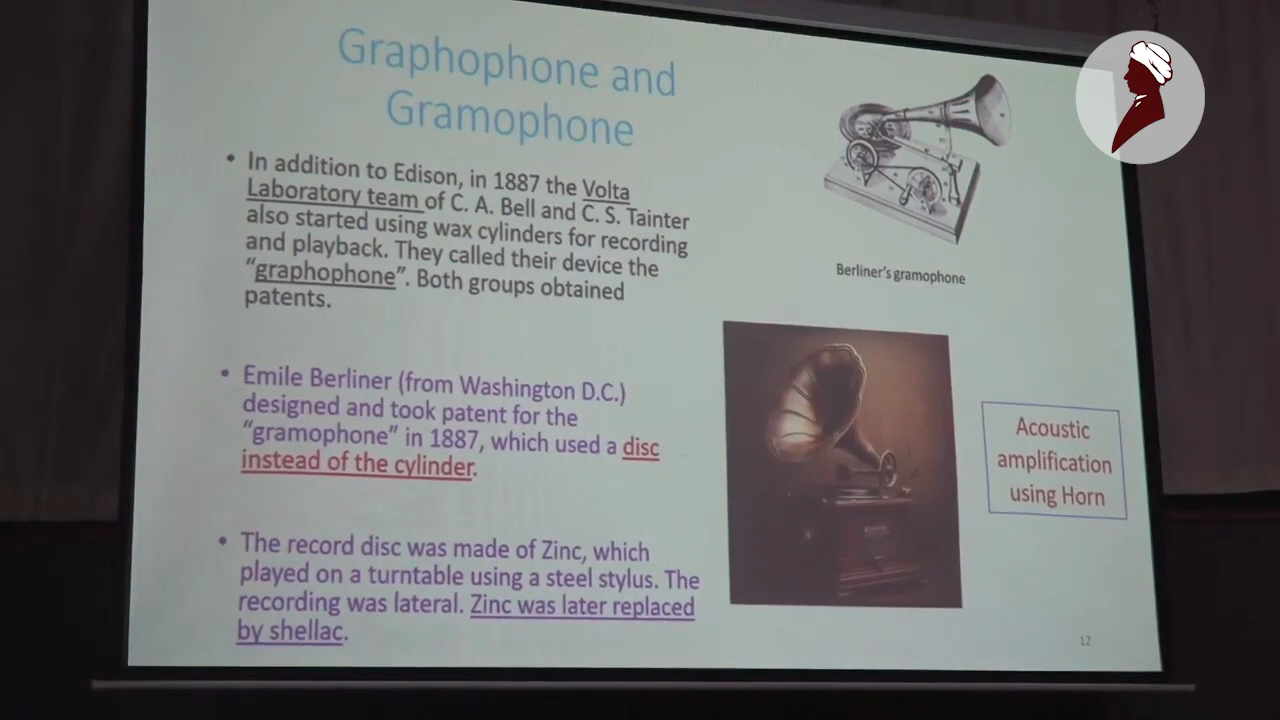 Graphophone and
Gramophone
• In addition to Edison, in 1887 the Volta
Laboratory team of C. A. Bell and C. S. Tainter
also started using wax cylinders for recording
and playback. They called their device the
“graphophone”. Both groups obtained
patents.
• Emile Berliner (from Washington D.C.)
designed and took patent for the
“gramophone” in 1887, which used a disc
instead of the cylinder.
• The record disc was made of Zinc, which
played on a turntable using a steel stylus. The
recording was lateral. Zinc was later replaced
by shellac.
Berliner’s gramophone
Acoustic
amplification
using Horn
12